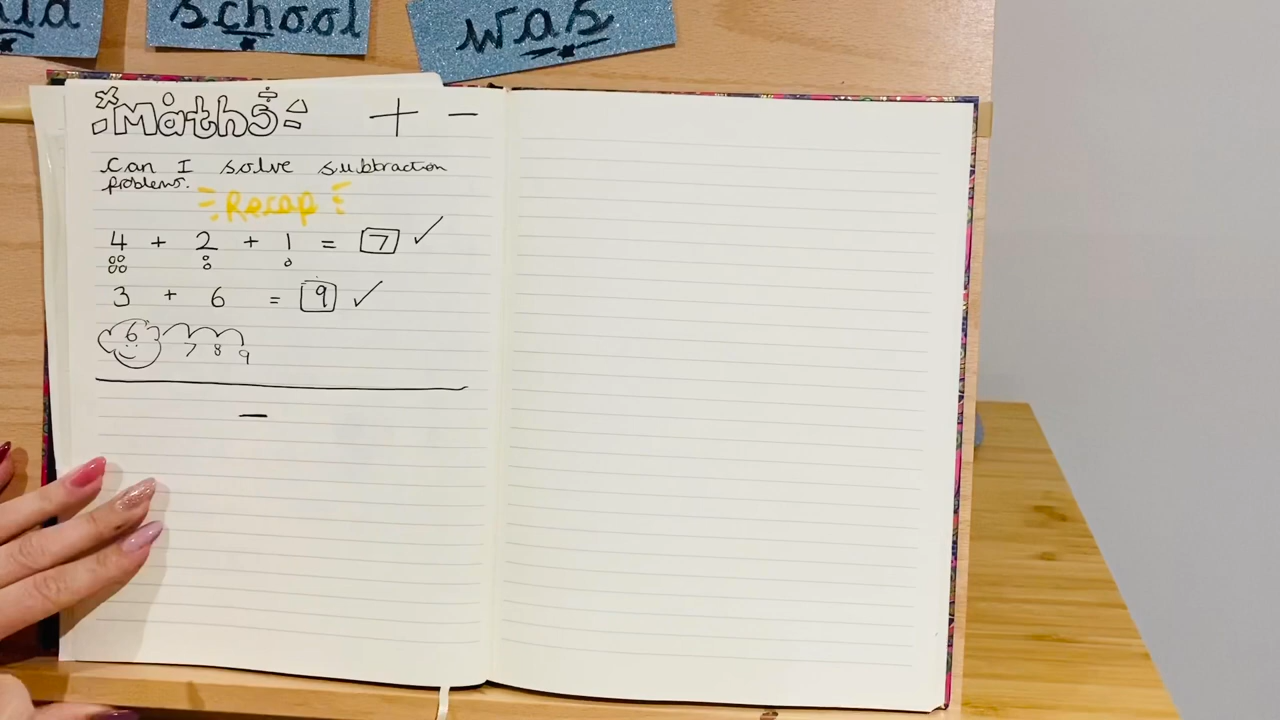 school
was
Maths + -
can I solve subtraction
problems.
Recap
4 + 2 + 1 = 7 ✓
3 + 6 = 9 ✓
6 7 8 9
-